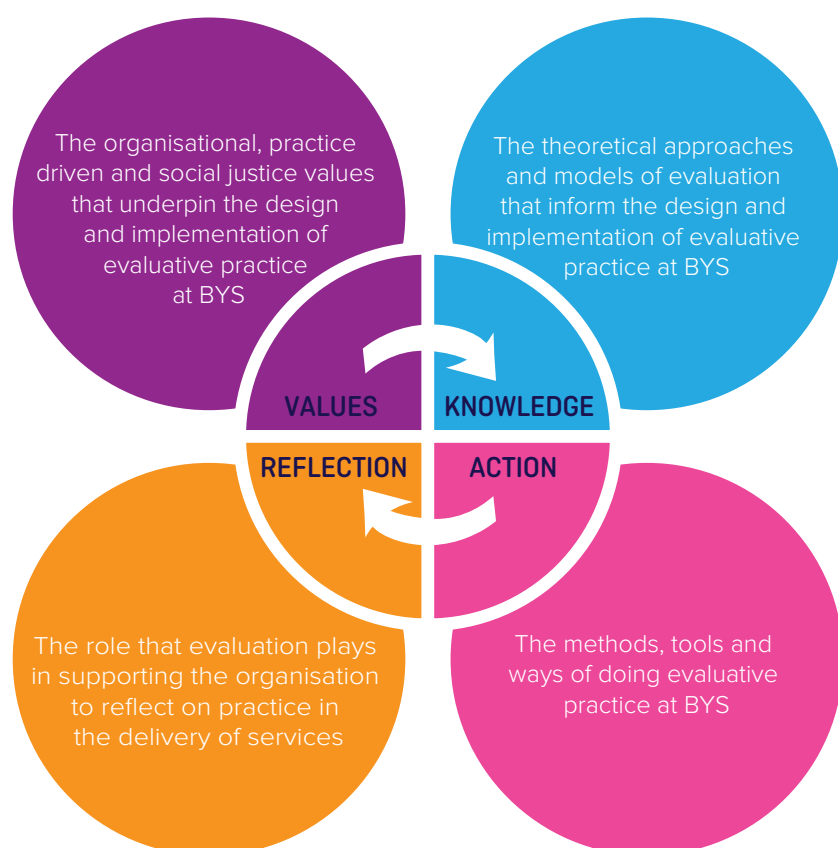 The organisational, practice
driven and social justice values
that underpin the design
and implementation of
evaluative practice
at BYS
The theoretical approaches
and models of evaluation
that inform the design and
implementation of evaluative
practice at BYS
VALUES
KNOWLEDGE
REFLECTION
ACTION
The role that evaluation plays
in supporting the organisation
to reflect on practice in
the delivery of services
The methods, tools and
ways of doing evaluative
practice at BYS